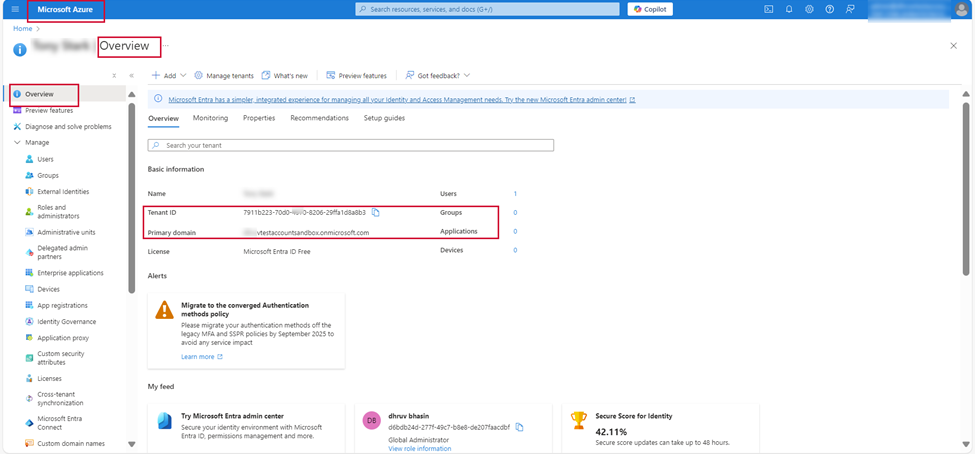 Microsoft Azure
Search resources, services, and docs (G+/)
Copilot
Home
Overview
Add
Manage tenants
What's new
Preview features
Got feedback?
Overview
Preview features
Diagnose and solve problems
Manage
Users
Groups
External Identities
Roles and
administrators
Administrative units
Delegated admin
partners
Enterprise applications
Devices
App registrations
Identity Governance
Application proxy
Custom security
attributes
Licenses
Cross-tenant
synchronization
Microsoft Entra
Connect
Custom domain names
Microsoft Entra has a simpler, integrated experience for managing all your Identity and Access Management needs. Try the new Microsoft Entra admin center!
Overview
Monitoring
Properties
Recommendations
Setup guides
Search your tenant
Basic information
Name
Users
1
Tenant ID
Groups
0
Primary domain
vtestaccountsandbox.onmicrosoft.com
Applications
0
License
Microsoft Entra ID Free
Devices
0
Alerts
Migrate to the converged Authentication
methods policy
Please migrate your authentication methods off the
legacy MFA and SSPR policies by September 2025 to
avoid any service impact
Learn more
My feed
Try Microsoft Entra admin center
Secure your identity environment with Microsoft
Entra ID, permissions management and more.
DB
dhruv bhasin
d6bdb24d-277f-49c7-b8e8-de207faacdbf
Global Administrator
View role information
Secure Score for Identity
42.11%
Secure score updates can take up to 48 hours.